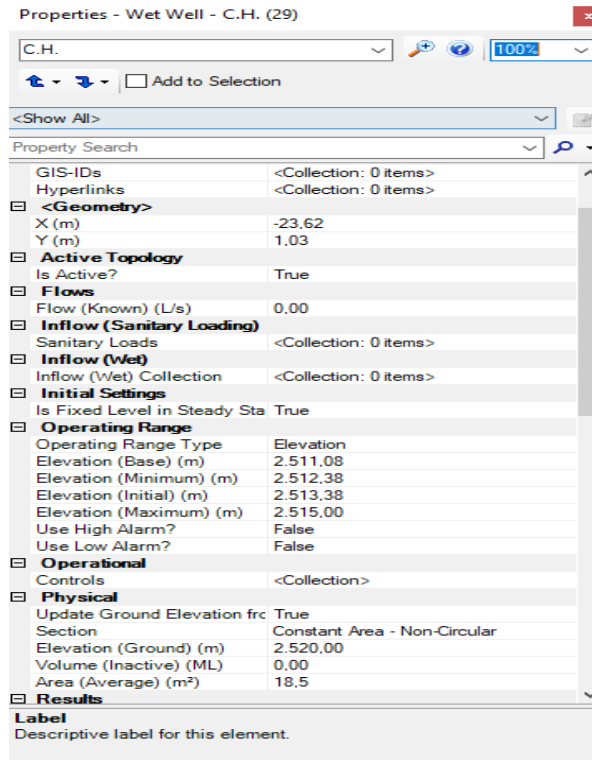 Properties - Wet Well - C.H. (29)
C.H. 100%
Add to Selection
<Show All>
Property Search
GIS-IDs <Collection: 0 items>
Hyperlinks <Collection: 0 items>
<Geometry>
X (m) -23,62
Y (m) 1,03
Active Topology
Is Active? True
Flows
Flow (Known) (L/s) 0,00
Inflow (Sanitary Loading)
Sanitary Loads <Collection: 0 items>
Inflow (Wet)
Inflow (Wet) Collection <Collection: 0 items>
Initial Settings
Is Fixed Level in Steady Sta True
Operating Range
Operating Range Type Elevation
Elevation (Base) (m) 2.511,08
Elevation (Minimum) (m) 2.512,38
Elevation (Initial) (m) 2.513,38
Elevation (Maximum) (m) 2.515,00
Use High Alarm? False
Use Low Alarm? False
Operational
Controls <Collection>
Physical
Update Ground Elevation frc True
Section Constant Area - Non-Circular
Elevation (Ground) (m) 2.520,00
Volume (Inactive) (ML) 0,00
Area (Average) (m²) 18,5
Results
Label
Descriptive label for this element.